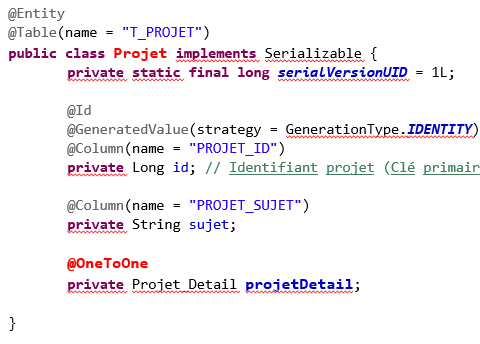 @Entity
@Table(name = "T_PROJET")
public class Projet implements Serializable {
private static final long serialVersionUID = 1L;
@Id
@GeneratedValue(strategy = GenerationType.IDENTITY)
@Column(name = "PROJET_ID")
private Long id; // Identifiant projet (Clé primair
@Column(name = "PROJET_SUJET")
private String sujet;
@OneToOne
private Projet_Detail projetDetail;
}